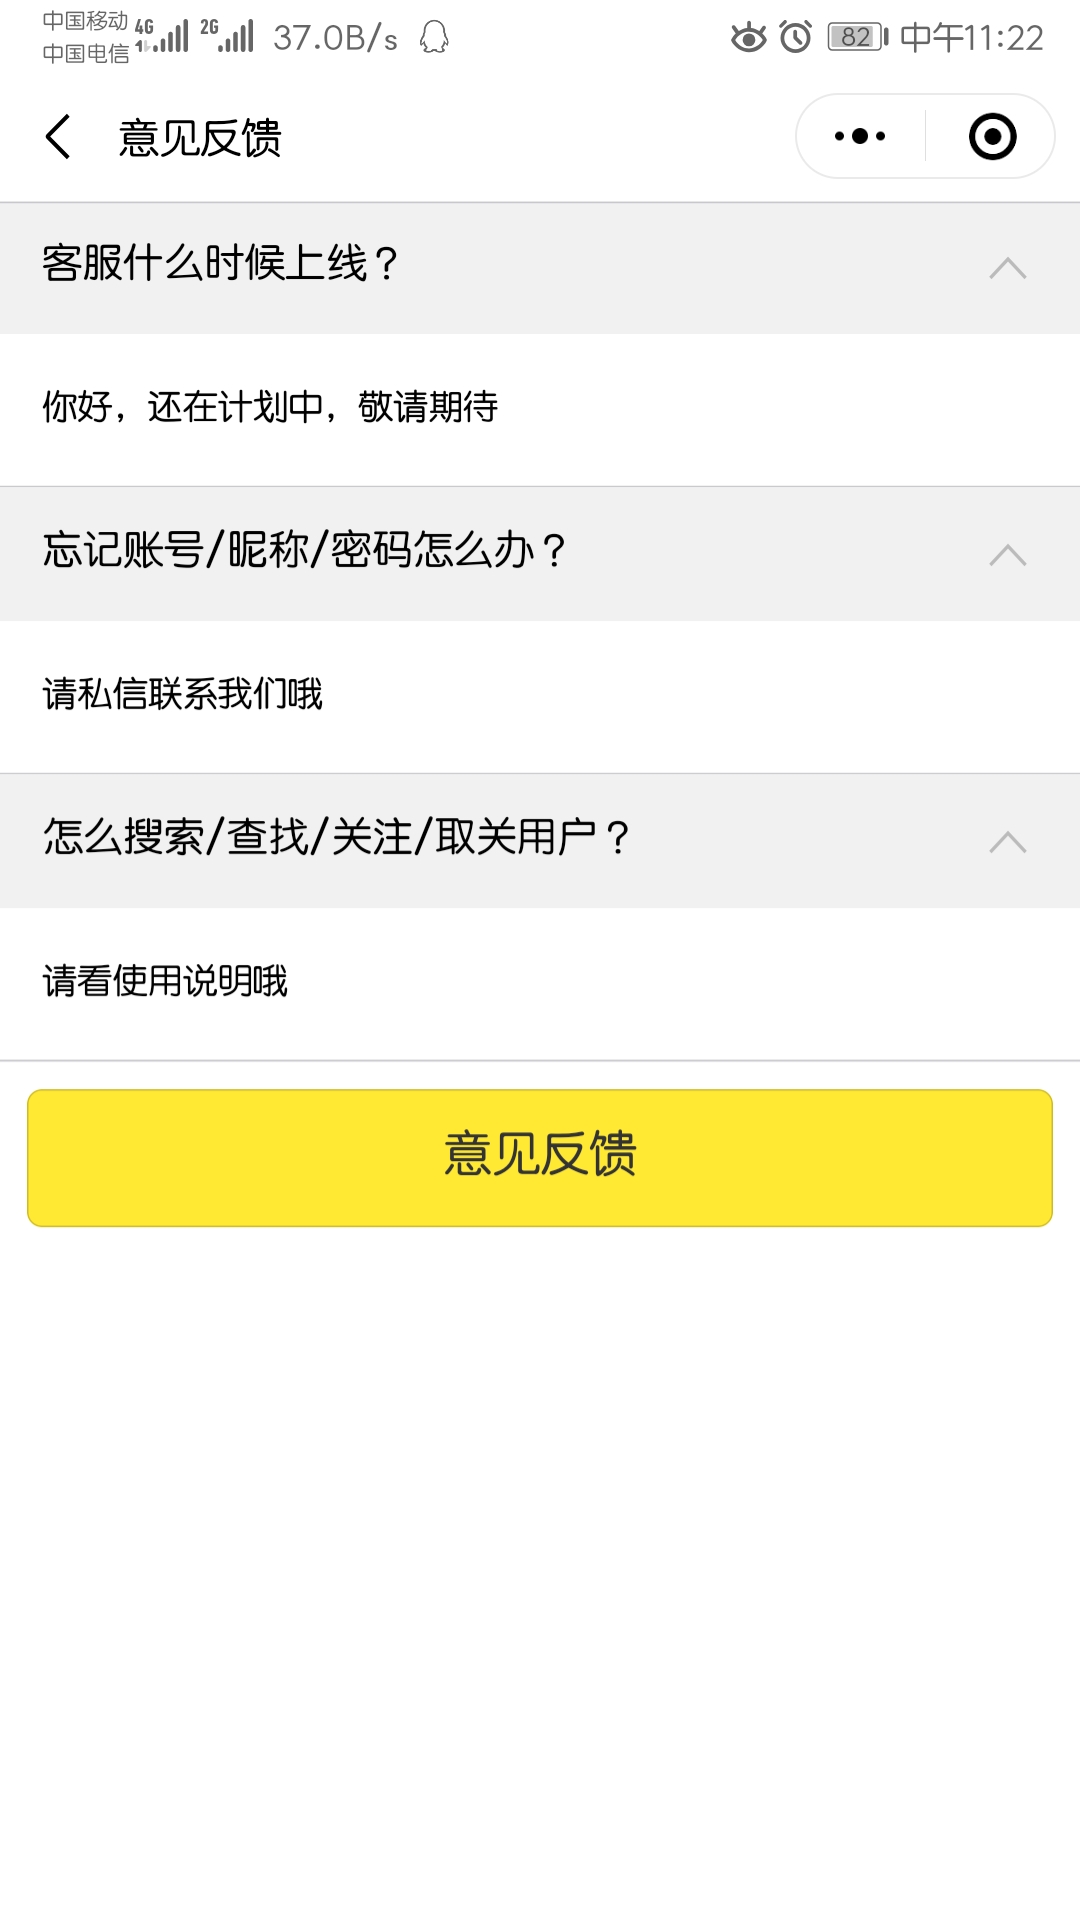 中国移动 4G 2G 37.0B/s 82 中午11:22
中国电信
意见反馈
客服什么时候上线？
你好，还在计划中，敬请期待
忘记账号/昵称/密码怎么办？
请私信联系我们哦
怎么搜索/查找/关注/取关用户？
请看使用说明哦
意见反馈